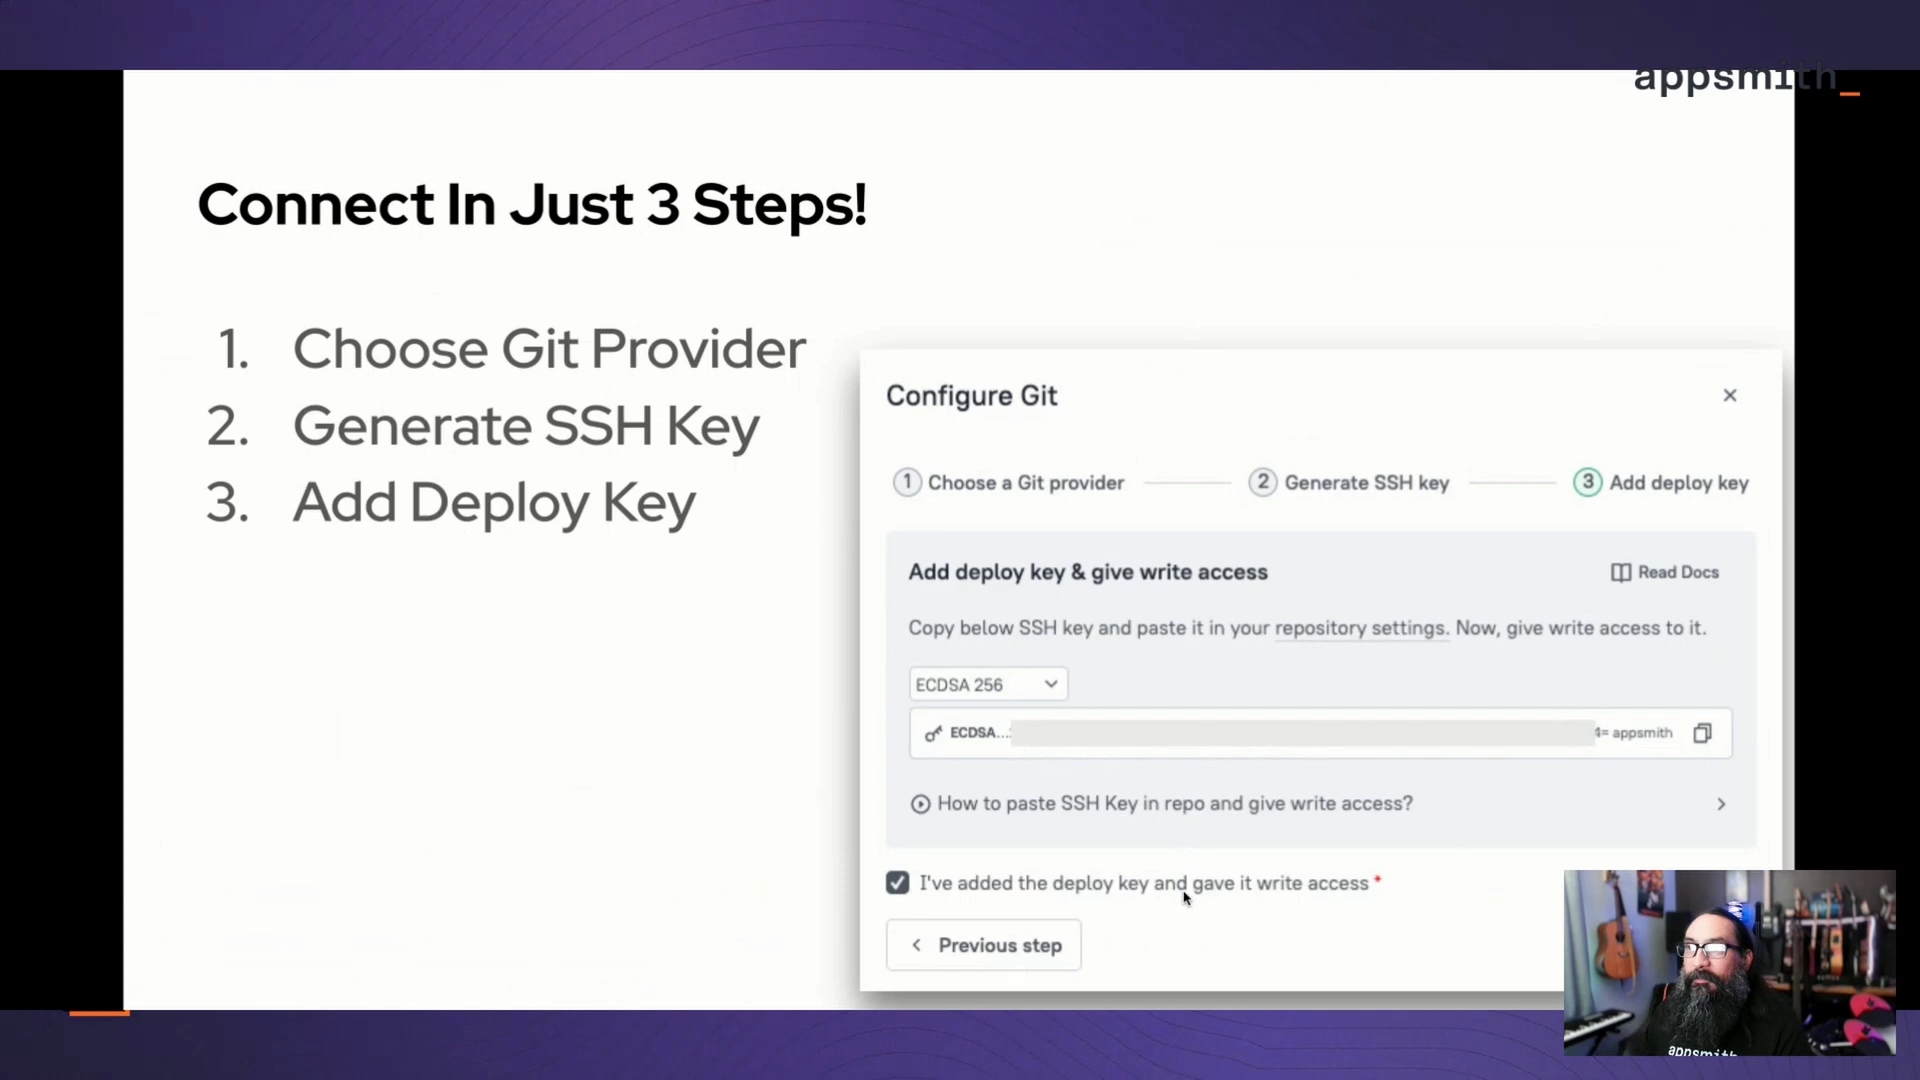 appsmith_
Connect In Just 3 Steps!
1. Choose Git Provider
2. Generate SSH Key
3. Add Deploy Key
Configure Git
1 Choose a Git provider
2 Generate SSH key
3 Add deploy key
Add deploy key & give write access
Read Docs
Copy below SSH key and paste it in your repository settings. Now, give write access to it.
ECDSA 256
ECDSA...
4= appsmith
How to paste SSH Key in repo and give write access?
I've added the deploy key and gave it write access *
Previous step
appsmith